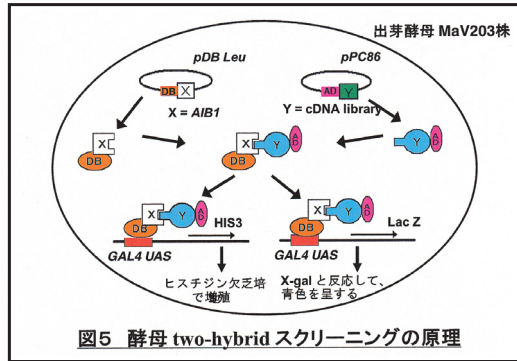 出芽酵母 MaV203株
pDB Leu
pPC86
DB
X
AD
Y
X = AIB1
Y = cDNA library
X
DB
X
DB
Y
AD
Y
AD
X
DB
Y
AD
HIS3
GAL4 UAS
X
DB
Y
AD
Lac Z
GAL4 UAS
ヒスチジン欠乏培
で増殖
X-gal と反応して、
青色を呈する
図5 酵母 two-hybrid スクリーニングの原理